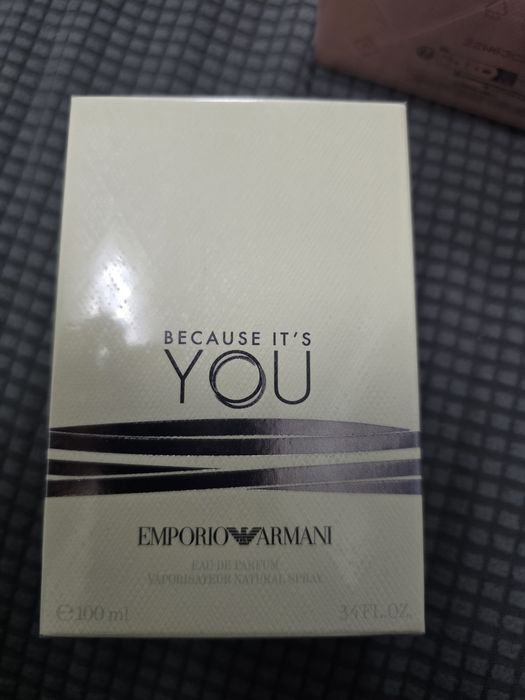 BECAUSE IT'S
YOU
EMPORIO ARMANI
EAU DE PARFUM
VAPORISATEUR NATURAL SPRAY
℮100 ml
3.4 FL.OZ.